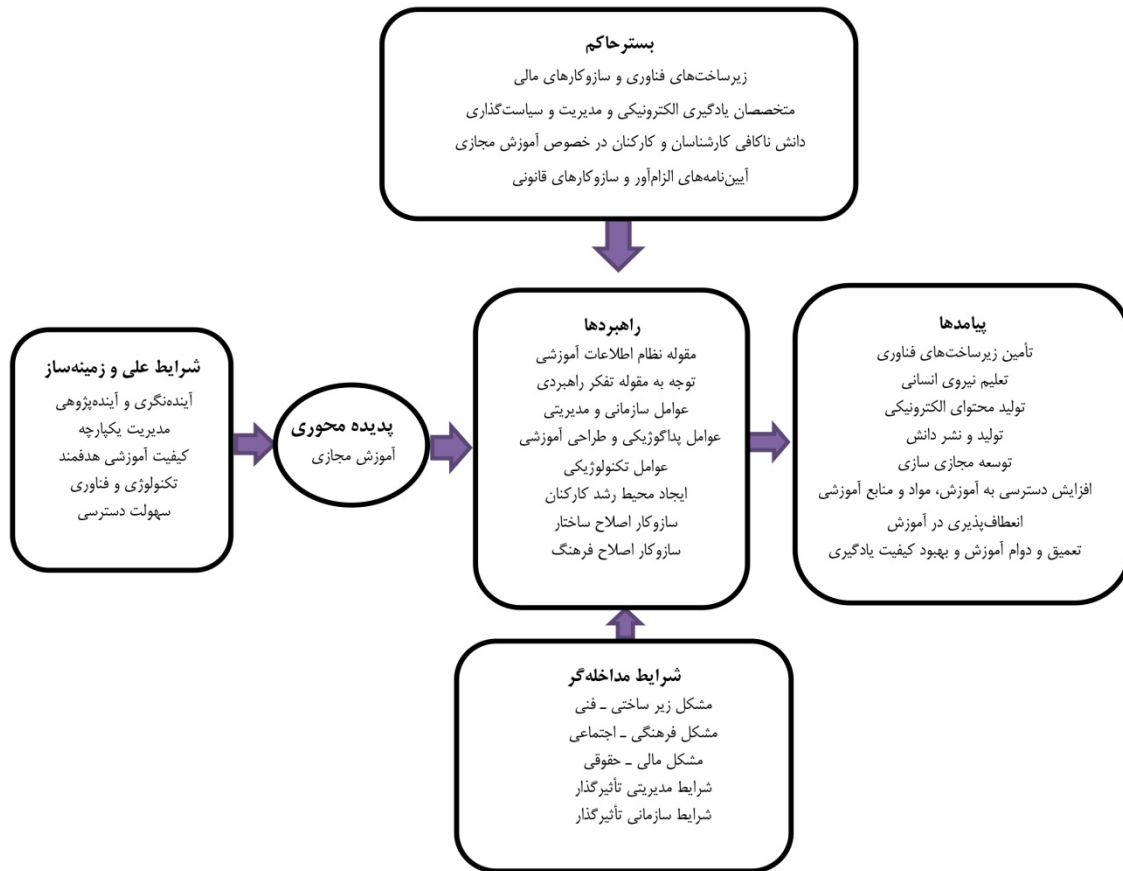 بسترحاکم
زیرساخت‌های فناوری و سازوکارهای مالی
متخصصان یادگیری الکترونیکی و مدیریت و سیاست‌گذاری
دانش ناکافی کارشناسان و کارکنان در خصوص آموزش مجازی
آیین‌نامه‌های الزام‌آور و سازوکارهای قانونی
شرایط علی و زمینه‌ساز
آینده‌نگری و آینده‌پژوهی
مدیریت یکپارچه
کیفیت آموزشی هدفمند
تکنولوژی و فناوری
سهولت دسترسی
پدیده محوری
آموزش مجازی
راهبردها
مقوله نظام اطلاعات آموزشی
توجه به مقوله تفکر راهبردی
عوامل سازمانی و مدیریتی
عوامل پداگوژیکی و طراحی آموزشی
عوامل تکنولوژیکی
ایجاد محیط رشد کارکنان
سازوکار اصلاح ساختار
سازوکار اصلاح فرهنگ
پیامدها
تأمین زیرساخت‌های فناوری
تعلیم نیروی انسانی
تولید محتوای الکترونیکی
تولید و نشر دانش
توسعه مجازی سازی
افزایش دسترسی به آموزش، مواد و منابع آموزشی
انعطاف‌پذیری در آموزش
تعمیق و دوام آموزش و بهبود کیفیت یادگیری
شرایط مداخله‌گر
مشکل زیر ساختی ـ فنی
مشکل فرهنگی ـ اجتماعی
مشکل مالی ـ حقوقی
شرایط مدیریتی تأثیرگذار
شرایط سازمانی تأثیرگذار